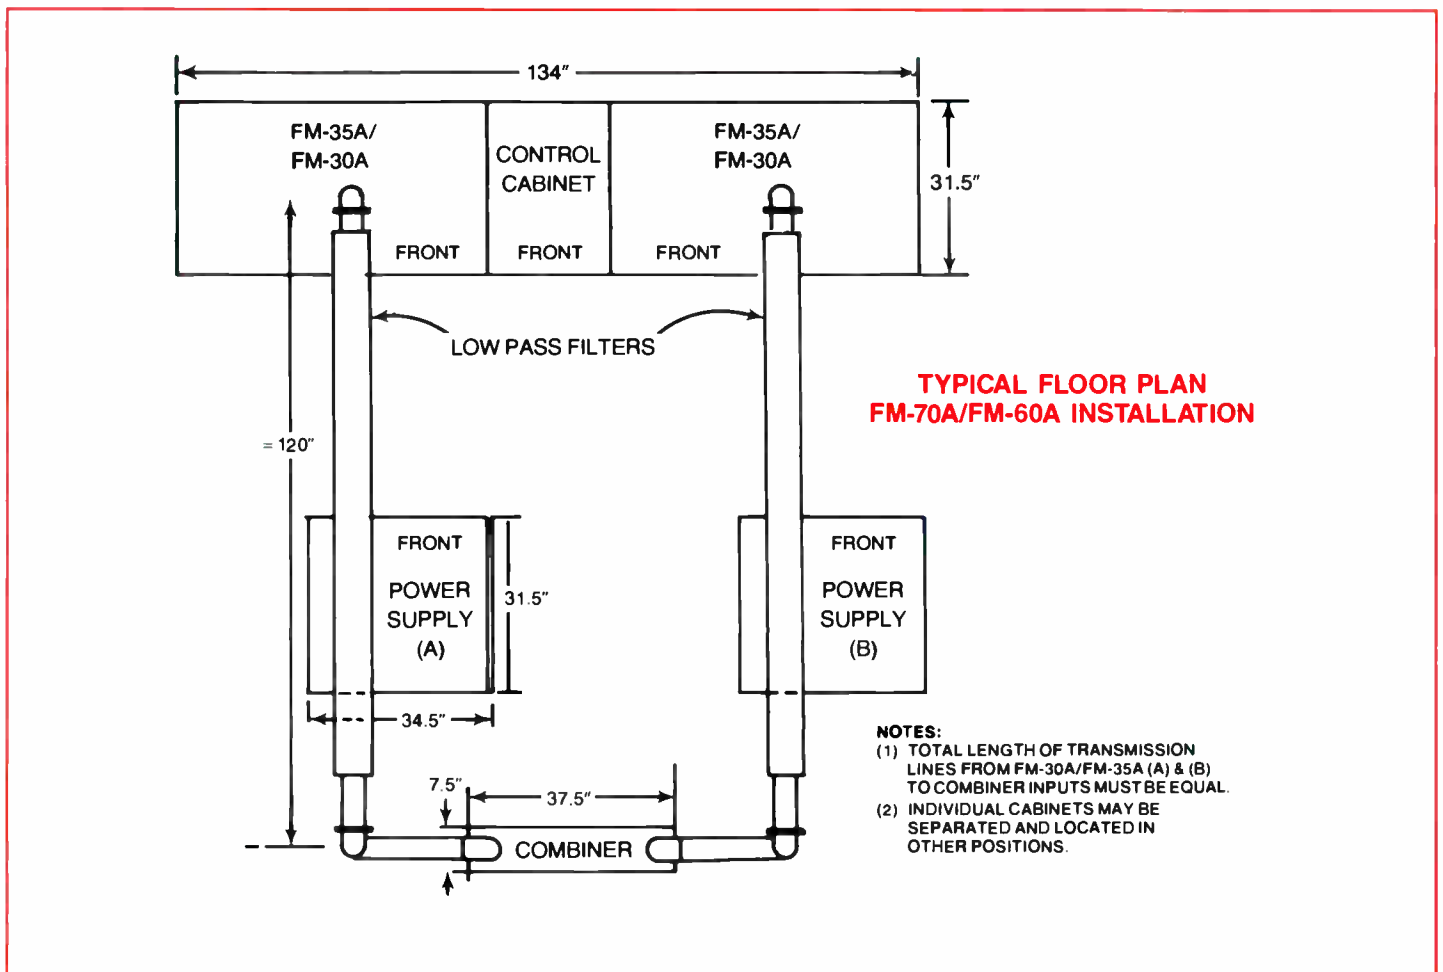 134"
FM-35A/
FM-30A
CONTROL
CABINET
FM-35A/
FM-30A
31.5"
FRONT
FRONT
FRONT
LOW PASS FILTERS
TYPICAL FLOOR PLAN
FM-70A/FM-60A INSTALLATION
= 120"
FRONT
POWER
SUPPLY
(A)
31.5"
FRONT
POWER
SUPPLY
(B)
34.5"
7.5"
37.5"
COMBINER
NOTES:
(1) TOTAL LENGTH OF TRANSMISSION
LINES FROM FM-30A/FM-35A (A) & (B)
TO COMBINER INPUTS MUST BE EQUAL.
(2) INDIVIDUAL CABINETS MAY BE
SEPARATED AND LOCATED IN
OTHER POSITIONS.